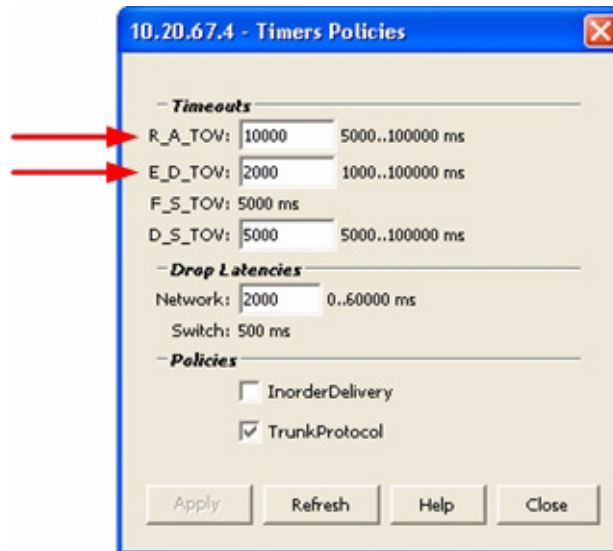 10.20.67.4 - Timers Policies
Timeouts
R_A_TOV: 10000 5000..100000 ms
E_D_TOV: 2000 1000..100000 ms
F_S_TOV: 5000 ms
D_S_TOV: 5000 5000..100000 ms
Drop Latencies
Network: 2000 0..60000 ms
Switch: 500 ms
Policies
InorderDelivery
TrunkProtocol
Apply Refresh Help Close